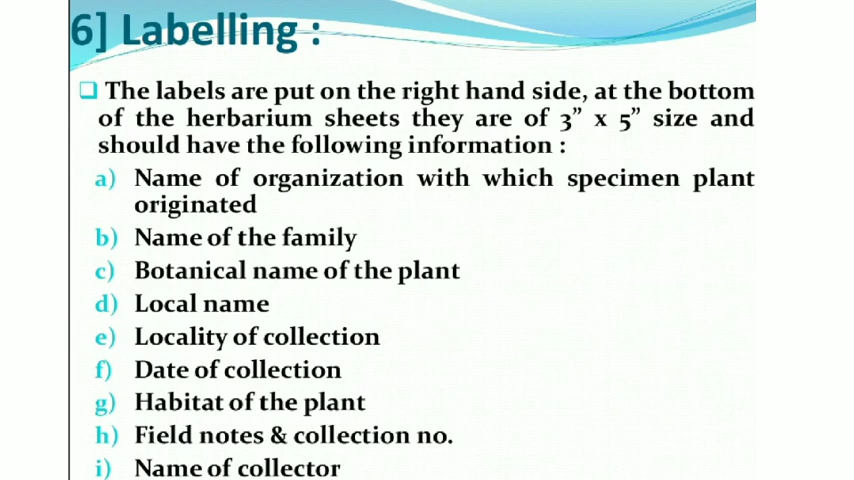 6] Labelling :
The labels are put on the right hand side, at the bottom
of the herbarium sheets they are of 3” x 5” size and
should have the following information :
a) Name of organization with which specimen plant
originated
b) Name of the family
c) Botanical name of the plant
d) Local name
e) Locality of collection
f) Date of collection
g) Habitat of the plant
h) Field notes & collection no.
i) Name of collector